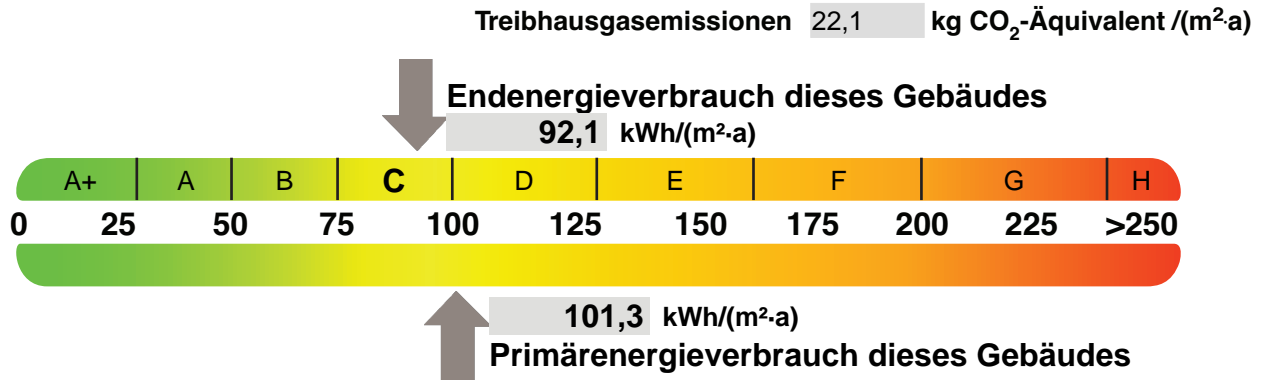 Treibhausgasemissionen 22,1 kg CO₂-Äquivalent /(m²·a)
Endenergieverbrauch dieses Gebäudes
92,1 kWh/(m²·a)
A+ A B C D E F G H
0 25 50 75 100 125 150 175 200 225 >250
101,3 kWh/(m²·a)
Primärenergieverbrauch dieses Gebäudes